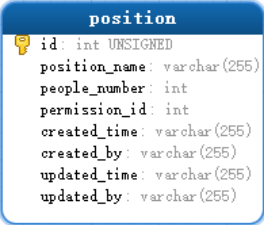 position
id: int UNSIGNED
position_name: varchar(255)
people_number: int
permission_id: int
created_time: varchar(255)
created_by: varchar(255)
updated_time: varchar(255)
updated_by: varchar(255)